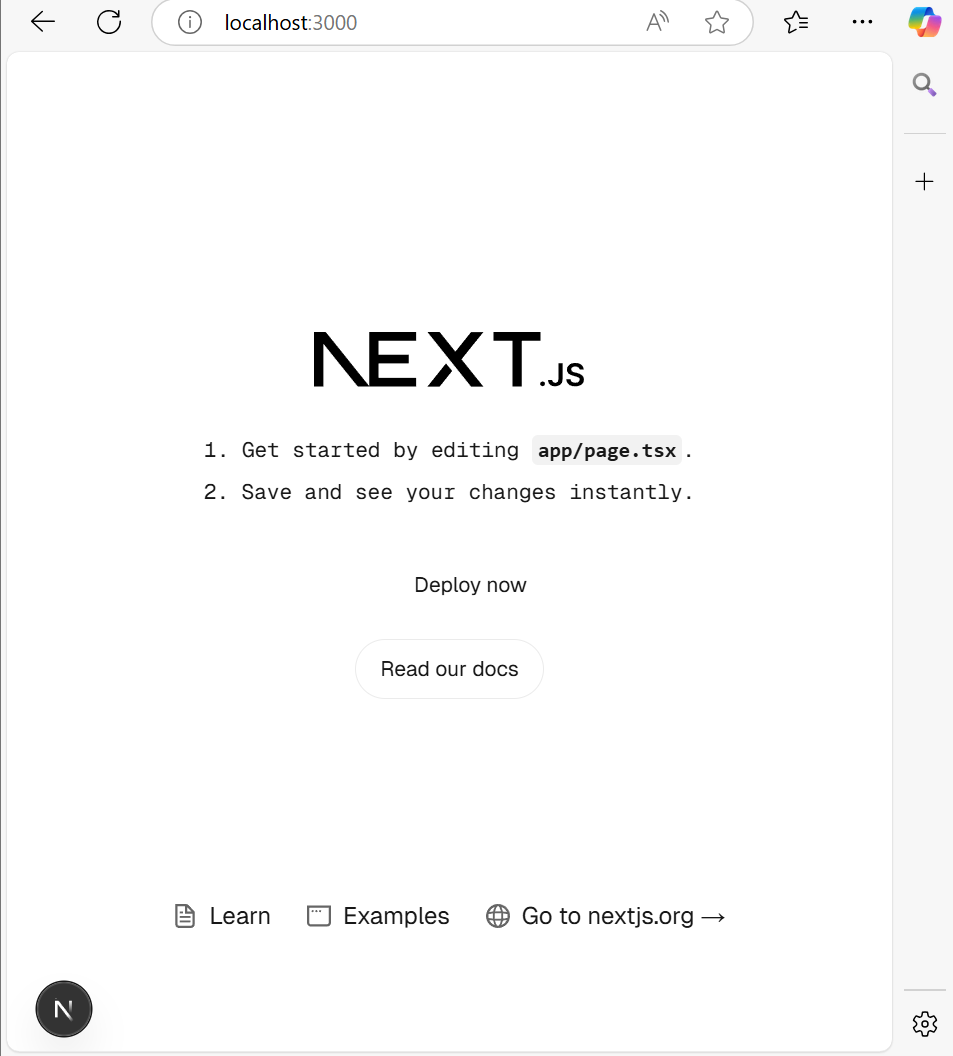 localhost:3000
NEXT.JS
1. Get started by editing app/page.tsx.
2. Save and see your changes instantly.
Deploy now
Read our docs
Learn Examples Go to nextjs.org →
N